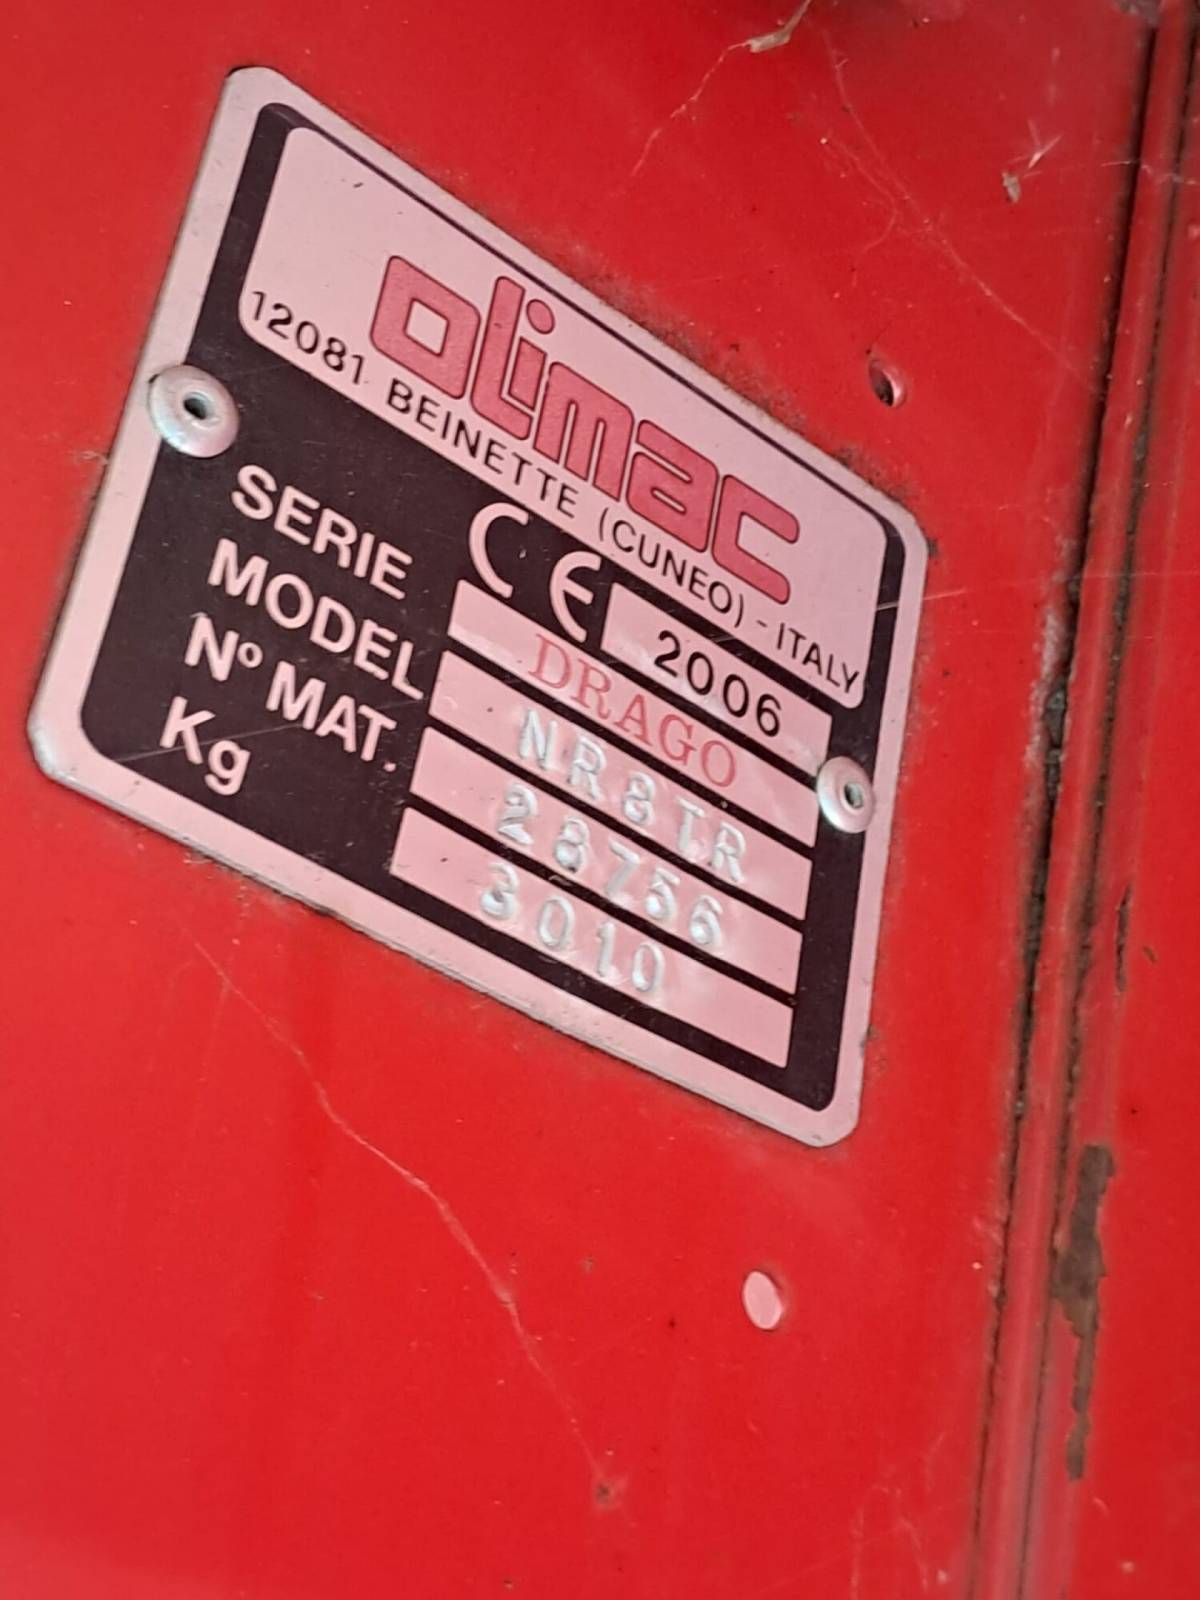 olimac
12081 BEINETTE (CUNEO) - ITALY
CE 2006
SERIE DRAGO
MODEL NR8TR
N° MAT. 28756
Kg 3010